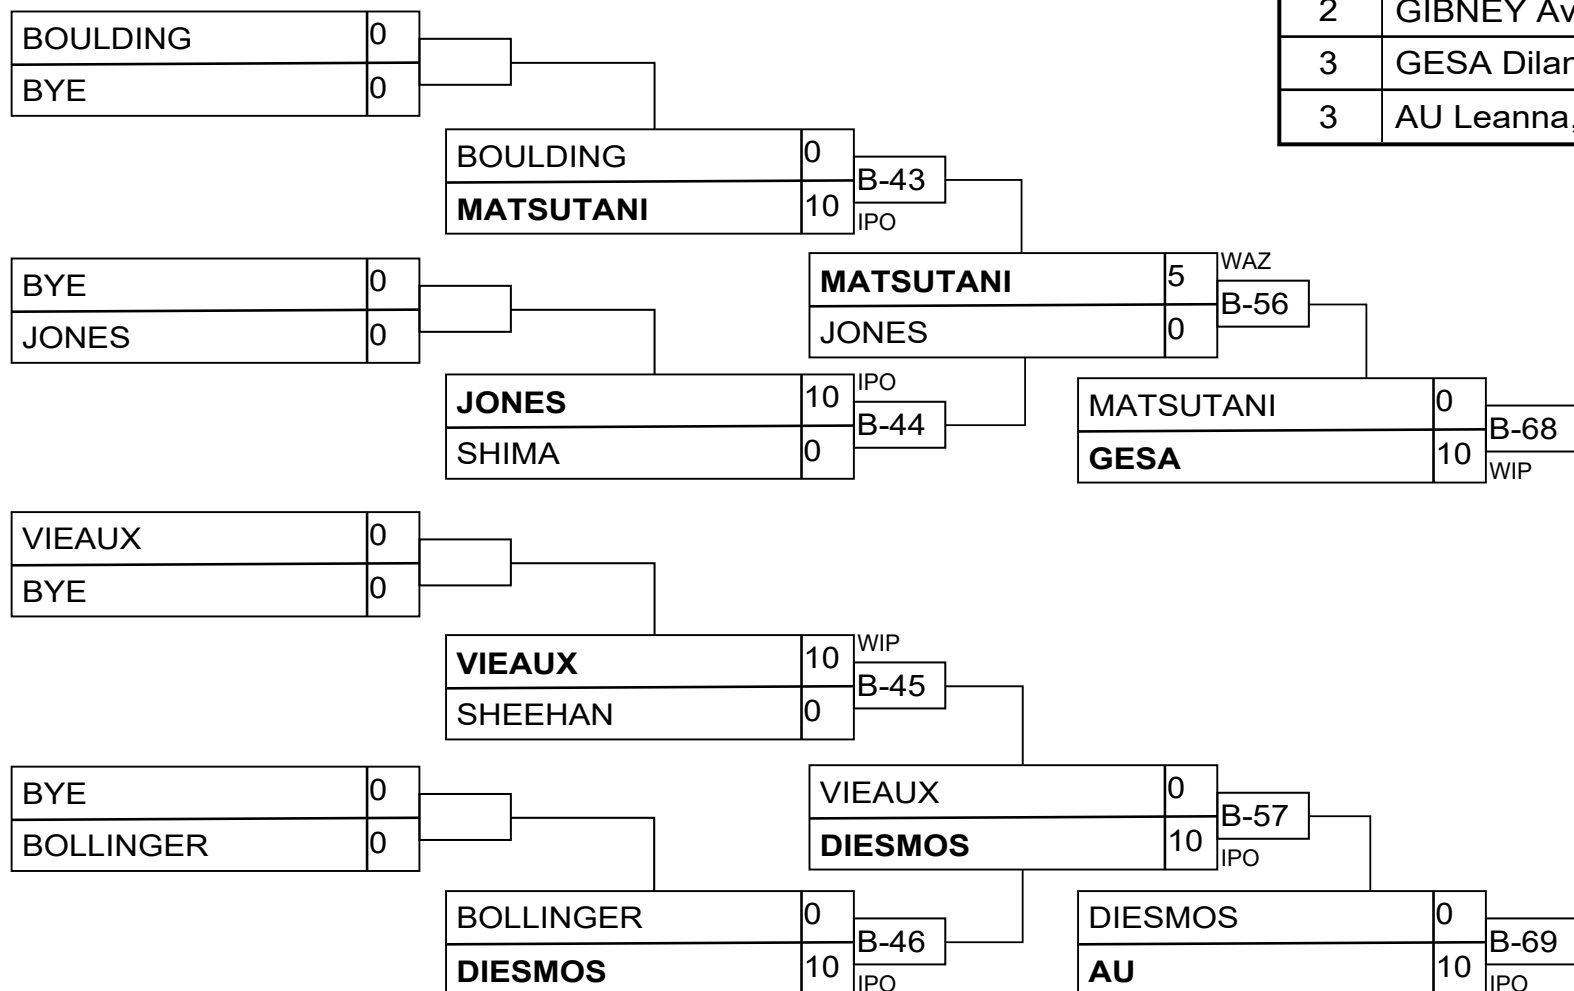 2 GIBNEY Av
3 GESA Dilan
3 AU Leanna,
BOULDING 0
BYE 0
BOULDING 0
MATSUTANI 10
B-43
IPO
BYE 0
JONES 0
MATSUTANI 5
JONES 0
WAZ
B-56
JONES 10
SHIMA 0
IPO
B-44
MATSUTANI 0
GESA 10
B-68
WIP
VIEAUX 0
BYE 0
VIEAUX 10
SHEEHAN 0
WIP
B-45
BYE 0
BOLLINGER 0
VIEAUX 0
DIESMOS 10
B-57
IPO
BOLLINGER 0
DIESMOS 10
B-46
IPO
DIESMOS 0
AU 10
B-69
IPO